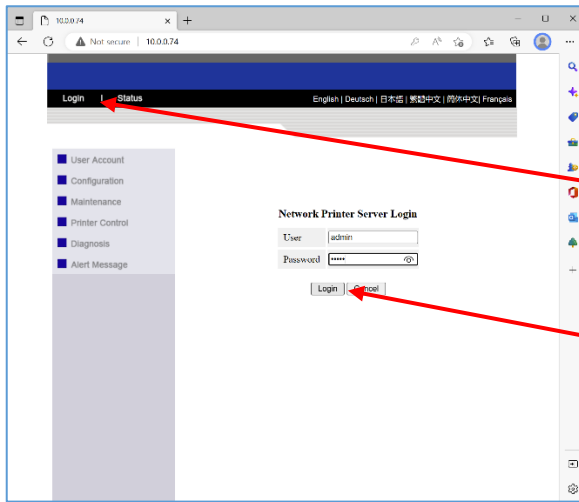 10.0.0.74
Not secure | 10.0.0.74
Login | Status
English | Deutsch | 日本語 | 繁體中文 | 简体中文 | Français
User Account
Configuration
Maintenance
Printer Control
Diagnosis
Alert Message
Network Printer Server Login
User admin
Password •••••
Login Cancel